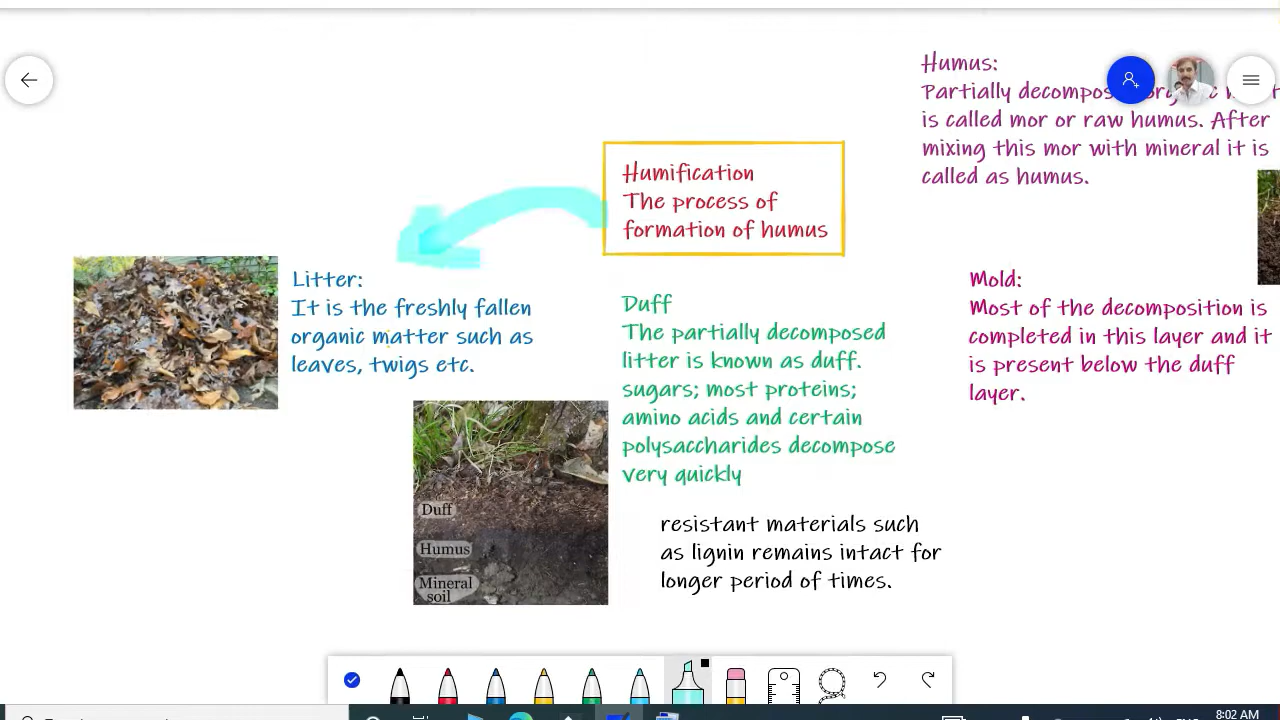 Humus:
Partially decomposed organic
is called mor or raw humus. After
mixing this mor with mineral it is
called as humus.
Humification
The process of
formation of humus
Litter:
It is the freshly fallen
organic matter such as
leaves, twigs etc.
Duff
The partially decomposed
litter is known as duff.
sugars; most proteins;
amino acids and certain
polysaccharides decompose
very quickly
Mold:
Most of the decomposition is
completed in this layer and it
is present below the duff
layer.
Duff
Humus
Mineral
soil
resistant materials such
as lignin remains intact for
longer period of times.
8:02 AM